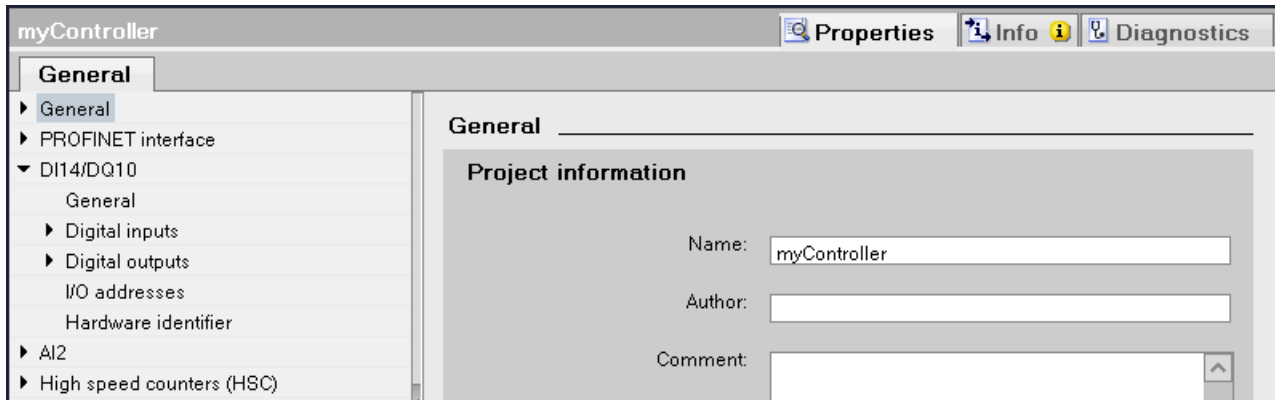 myController
Properties
Info
Diagnostics
General
General
PROFINET interface
DI14/DQ10
General
Digital inputs
Digital outputs
I/O addresses
Hardware identifier
AI2
High speed counters (HSC)
General
Project information
Name: myController
Author:
Comment: